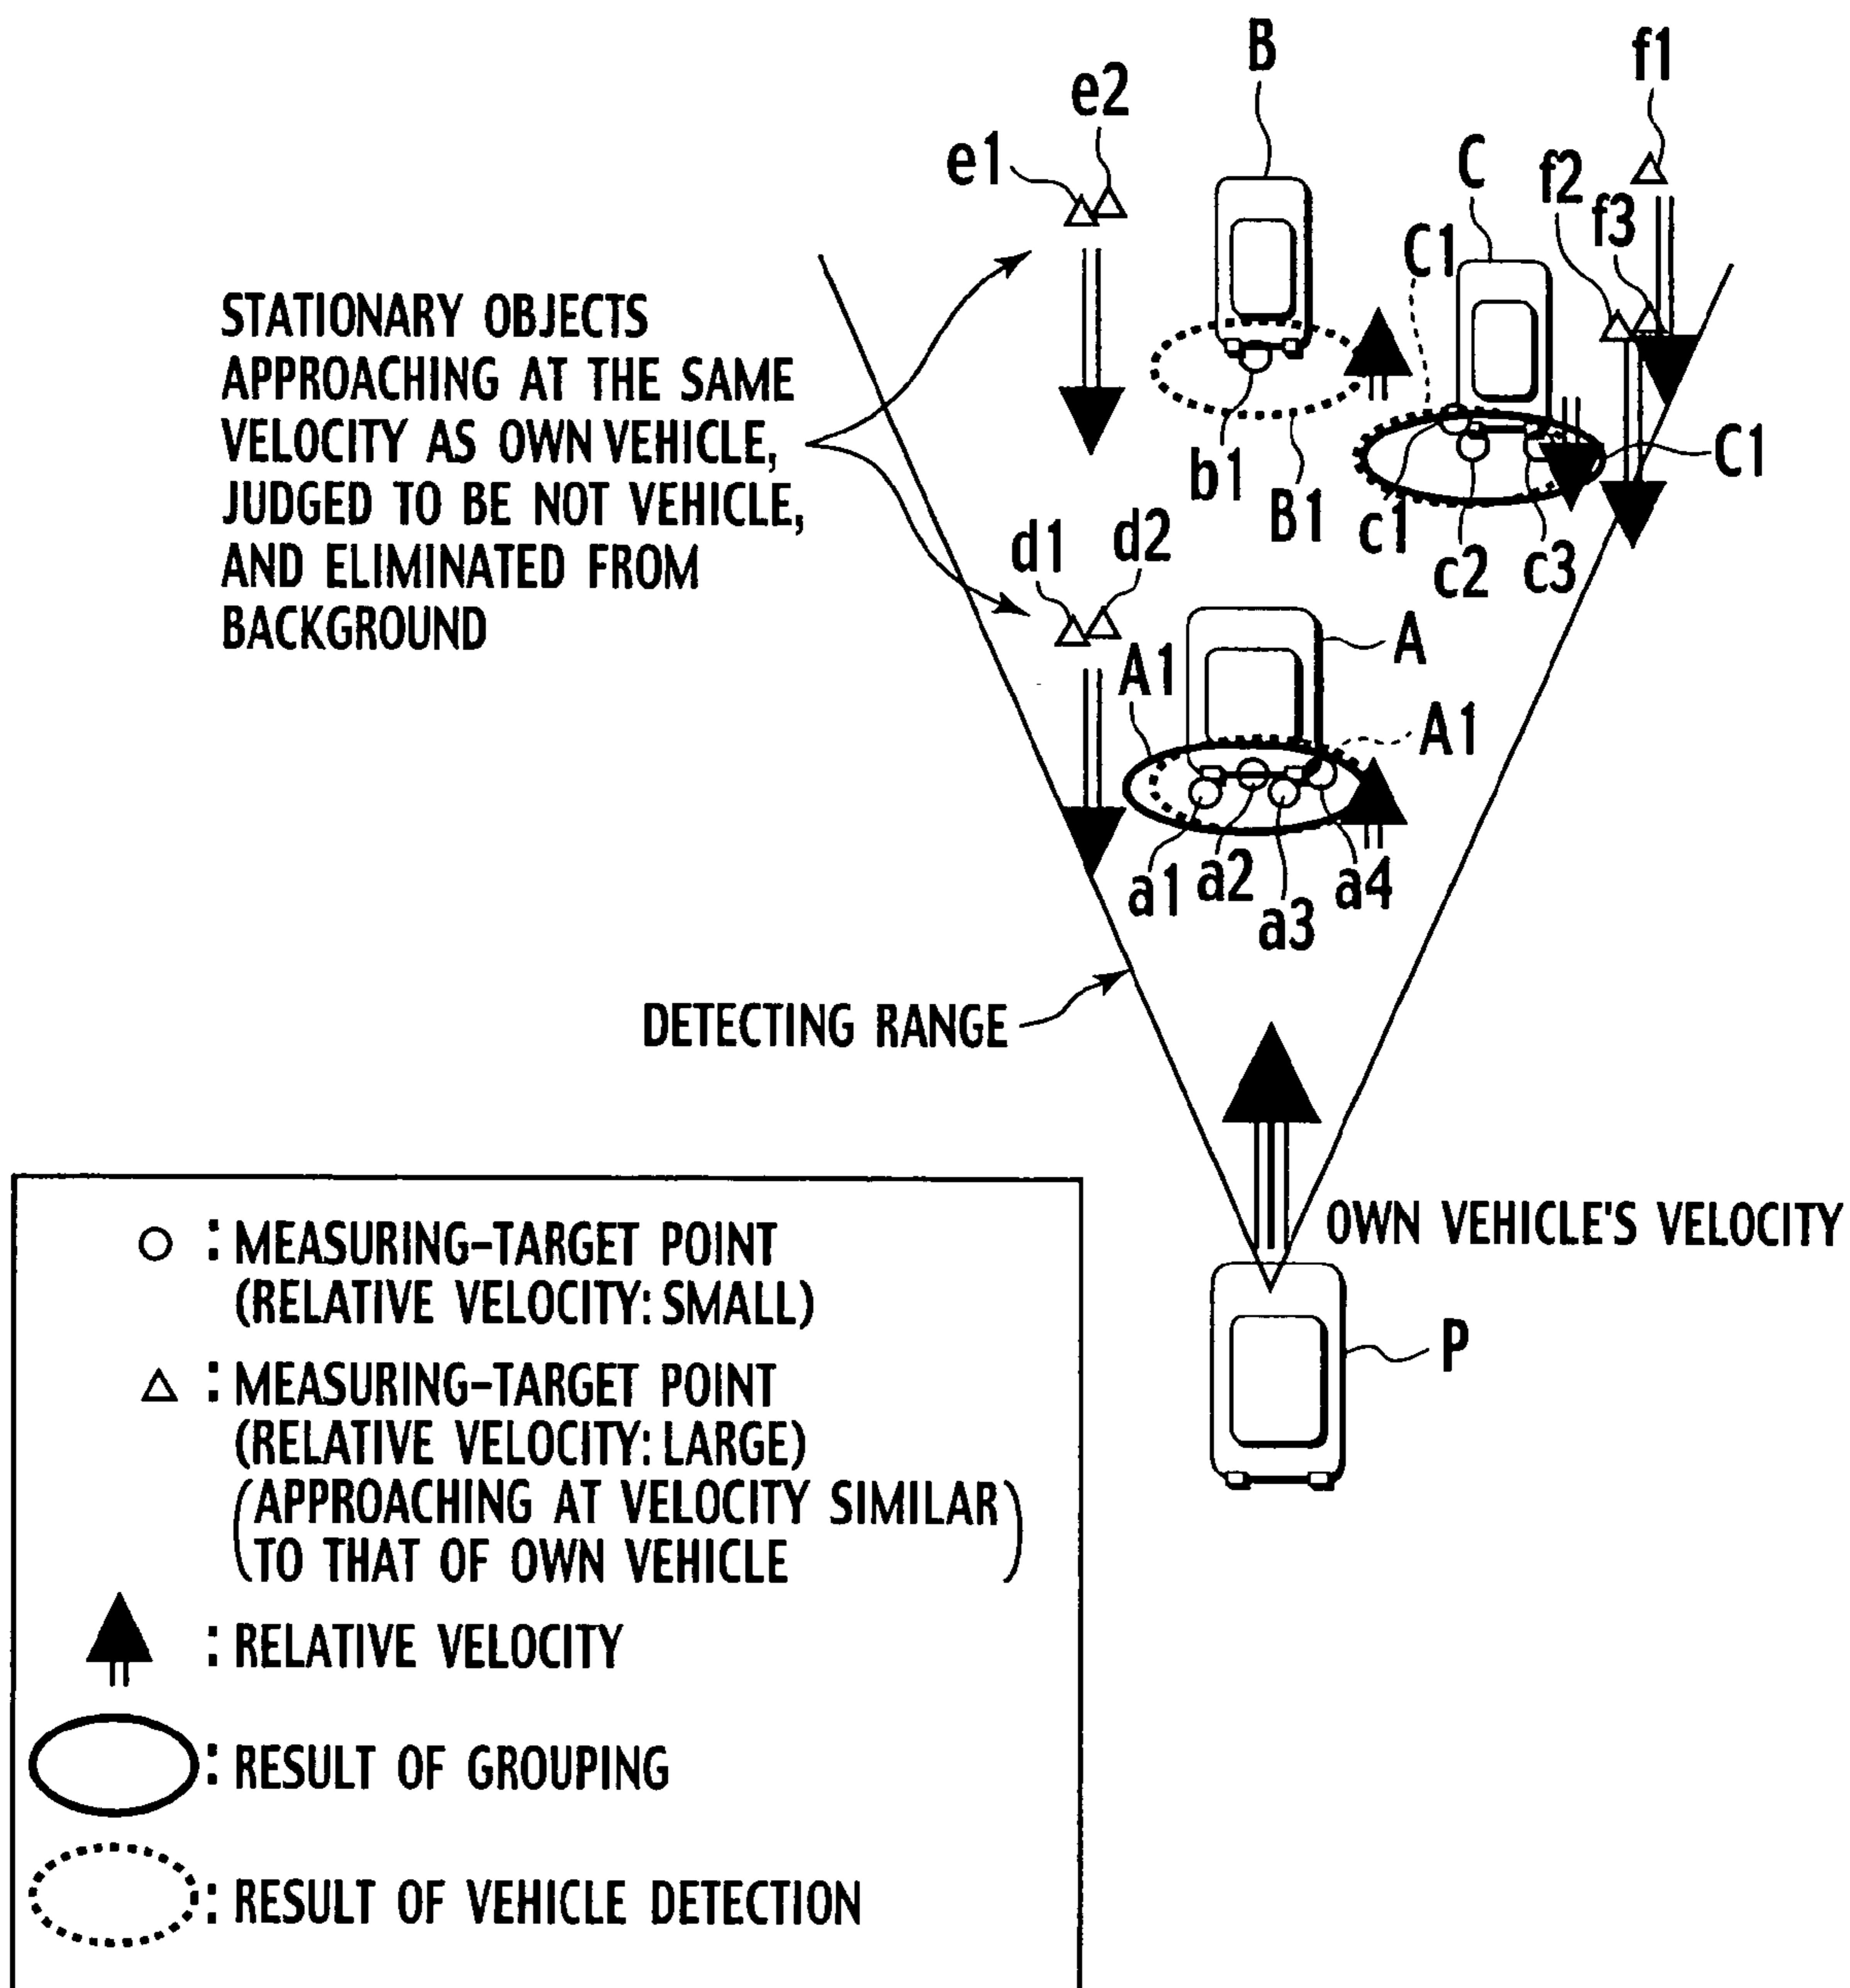 B
f1
e2
e1
C
f2
f3
C1
STATIONARY OBJECTS
APPROACHING AT THE SAME
VELOCITY AS OWN VEHICLE,
JUDGED TO BE NOT VEHICLE,
AND ELIMINATED FROM
BACKGROUND
b1
B1
c1
C1
c2
c3
d1
d2
A
A1
A1
a1
a2
a3
a4
DETECTING RANGE
OWN VEHICLE'S VELOCITY
P
: MEASURING-TARGET POINT
(RELATIVE VELOCITY: SMALL)
: MEASURING-TARGET POINT
(RELATIVE VELOCITY: LARGE)
(APPROACHING AT VELOCITY SIMILAR
TO THAT OF OWN VEHICLE)
: RELATIVE VELOCITY
: RESULT OF GROUPING
: RESULT OF VEHICLE DETECTION